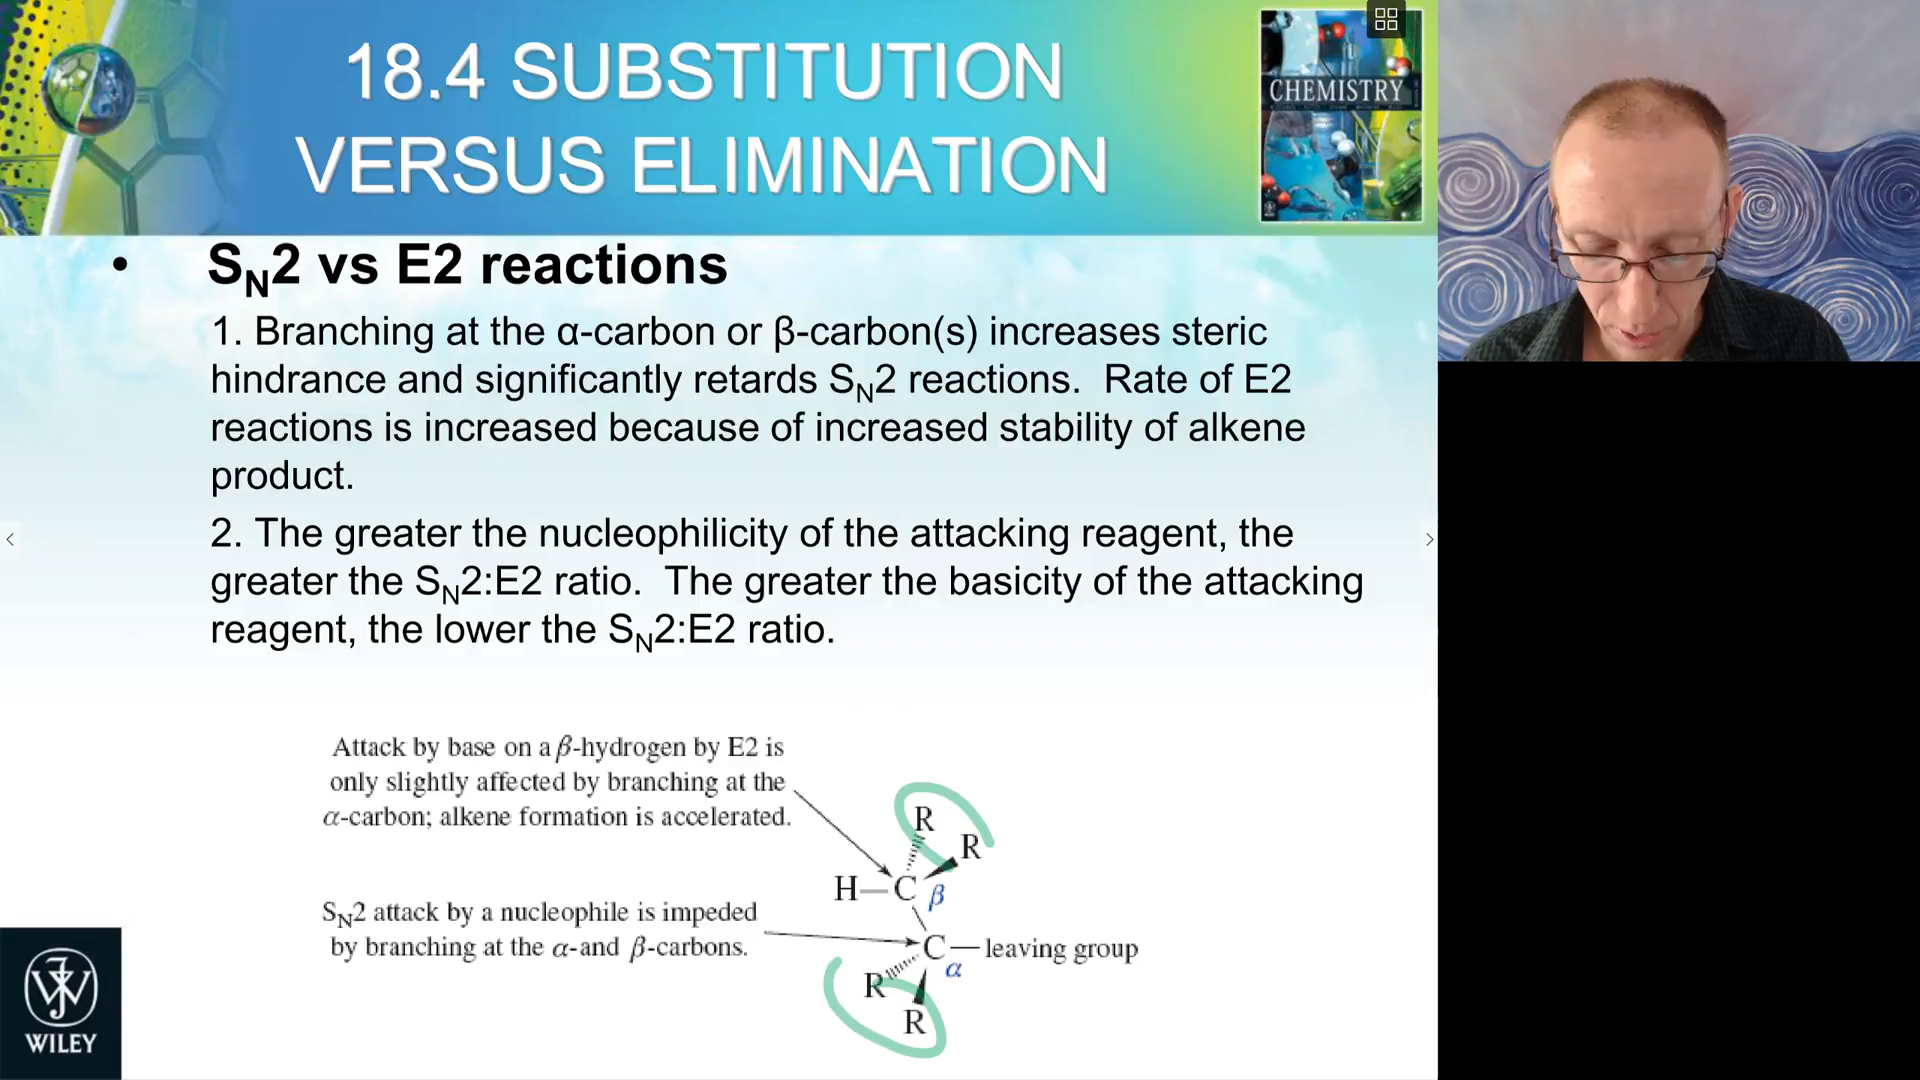 18.4 SUBSTITUTION
VERSUS ELIMINATION
CHEMISTRY
• SN2 vs E2 reactions
1. Branching at the α-carbon or β-carbon(s) increases steric
hindrance and significantly retards SN2 reactions. Rate of E2
reactions is increased because of increased stability of alkene
product.
2. The greater the nucleophilicity of the attacking reagent, the
greater the SN2:E2 ratio. The greater the basicity of the attacking
reagent, the lower the SN2:E2 ratio.
Attack by base on a β-hydrogen by E2 is
only slightly affected by branching at the
α-carbon; alkene formation is accelerated.
SN2 attack by a nucleophile is impeded
by branching at the α-and β-carbons.
R
R
H—C β
C—leaving group
α
R
R
WILEY